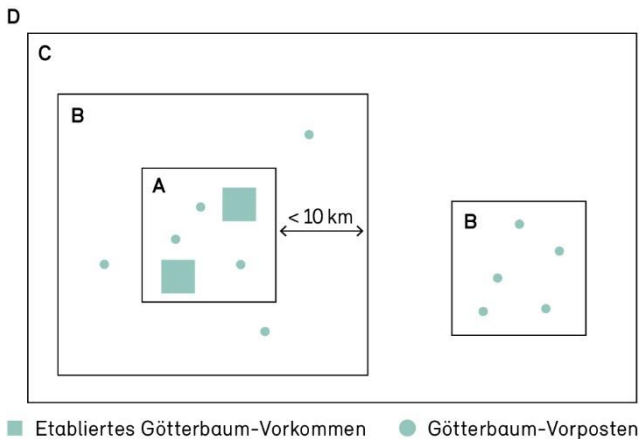 D
C
B
A
< 10 km
B
Etabliertes Götterbaum-Vorkommen
Götterbaum-Vorposten